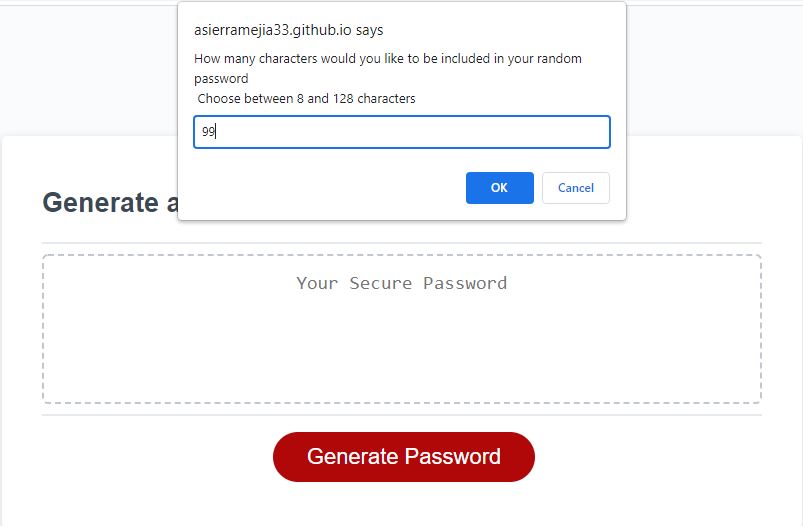 asierramejia33.github.io says
How many characters would you like to be included in your random
password
Choose between 8 and 128 characters
99
OK
Cancel
Generate a
Your Secure Password
Generate Password